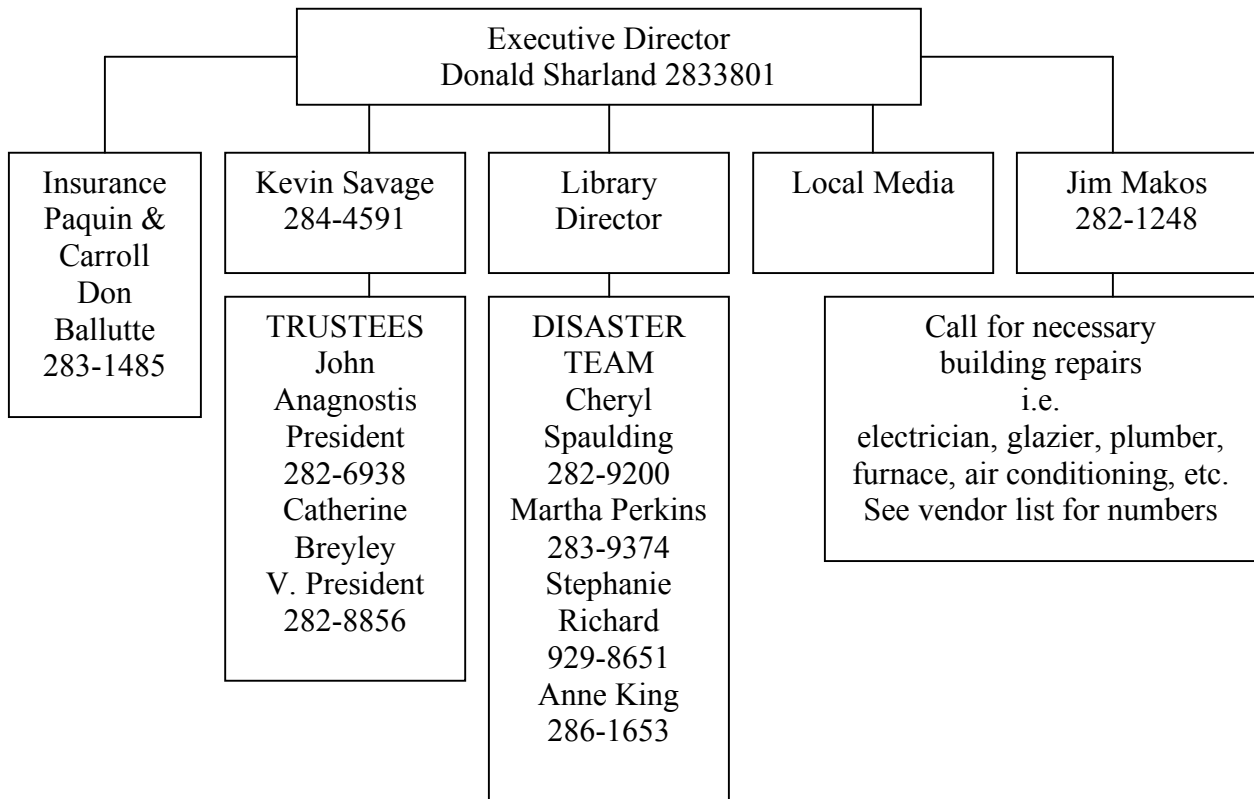 Executive Director
Donald Sharland 2833801
Insurance
Paquin &
Carroll
Don
Ballutte
283-1485
Kevin Savage
284-4591
Library
Director
Local Media
Jim Makos
282-1248
TRUSTEES
John
Anagnostis
President
282-6938
Catherine
Breyley
V. President
282-8856
DISASTER
TEAM
Cheryl
Spaulding
282-9200
Martha Perkins
283-9374
Stephanie
Richard
929-8651
Anne King
286-1653
Call for necessary
building repairs
i.e.
electrician, glazier, plumber,
furnace, air conditioning, etc.
See vendor list for numbers